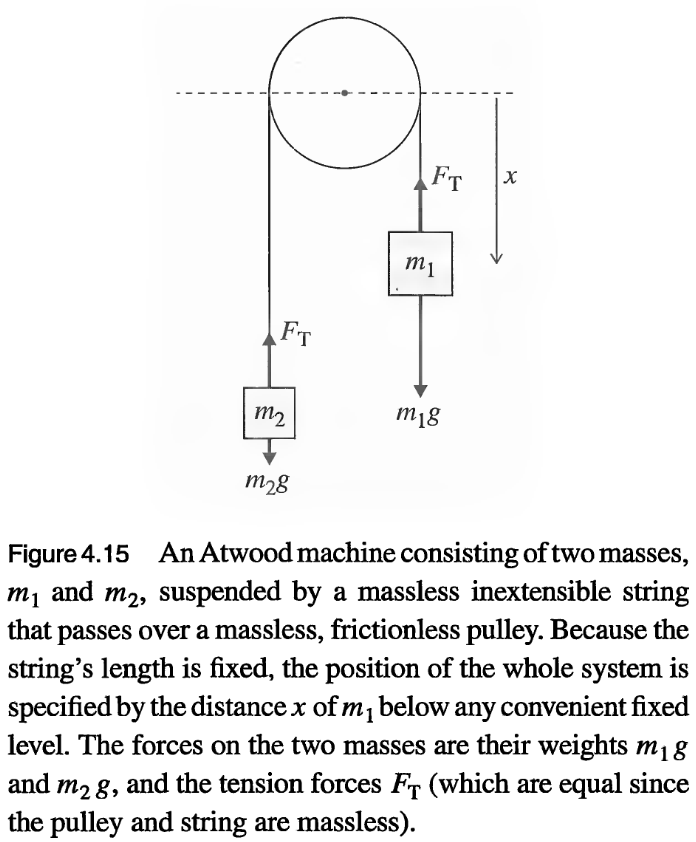 F_T
x
m_1
F_T
m_2
m_1g
m_2g
Figure 4.15 An Atwood machine consisting of two masses,
m_1 and m_2, suspended by a massless inextensible string
that passes over a massless, frictionless pulley. Because the
string's length is fixed, the position of the whole system is
specified by the distance x of m_1 below any convenient fixed
level. The forces on the two masses are their weights m_1 g
and m_2 g, and the tension forces F_T (which are equal since
the pulley and string are massless).